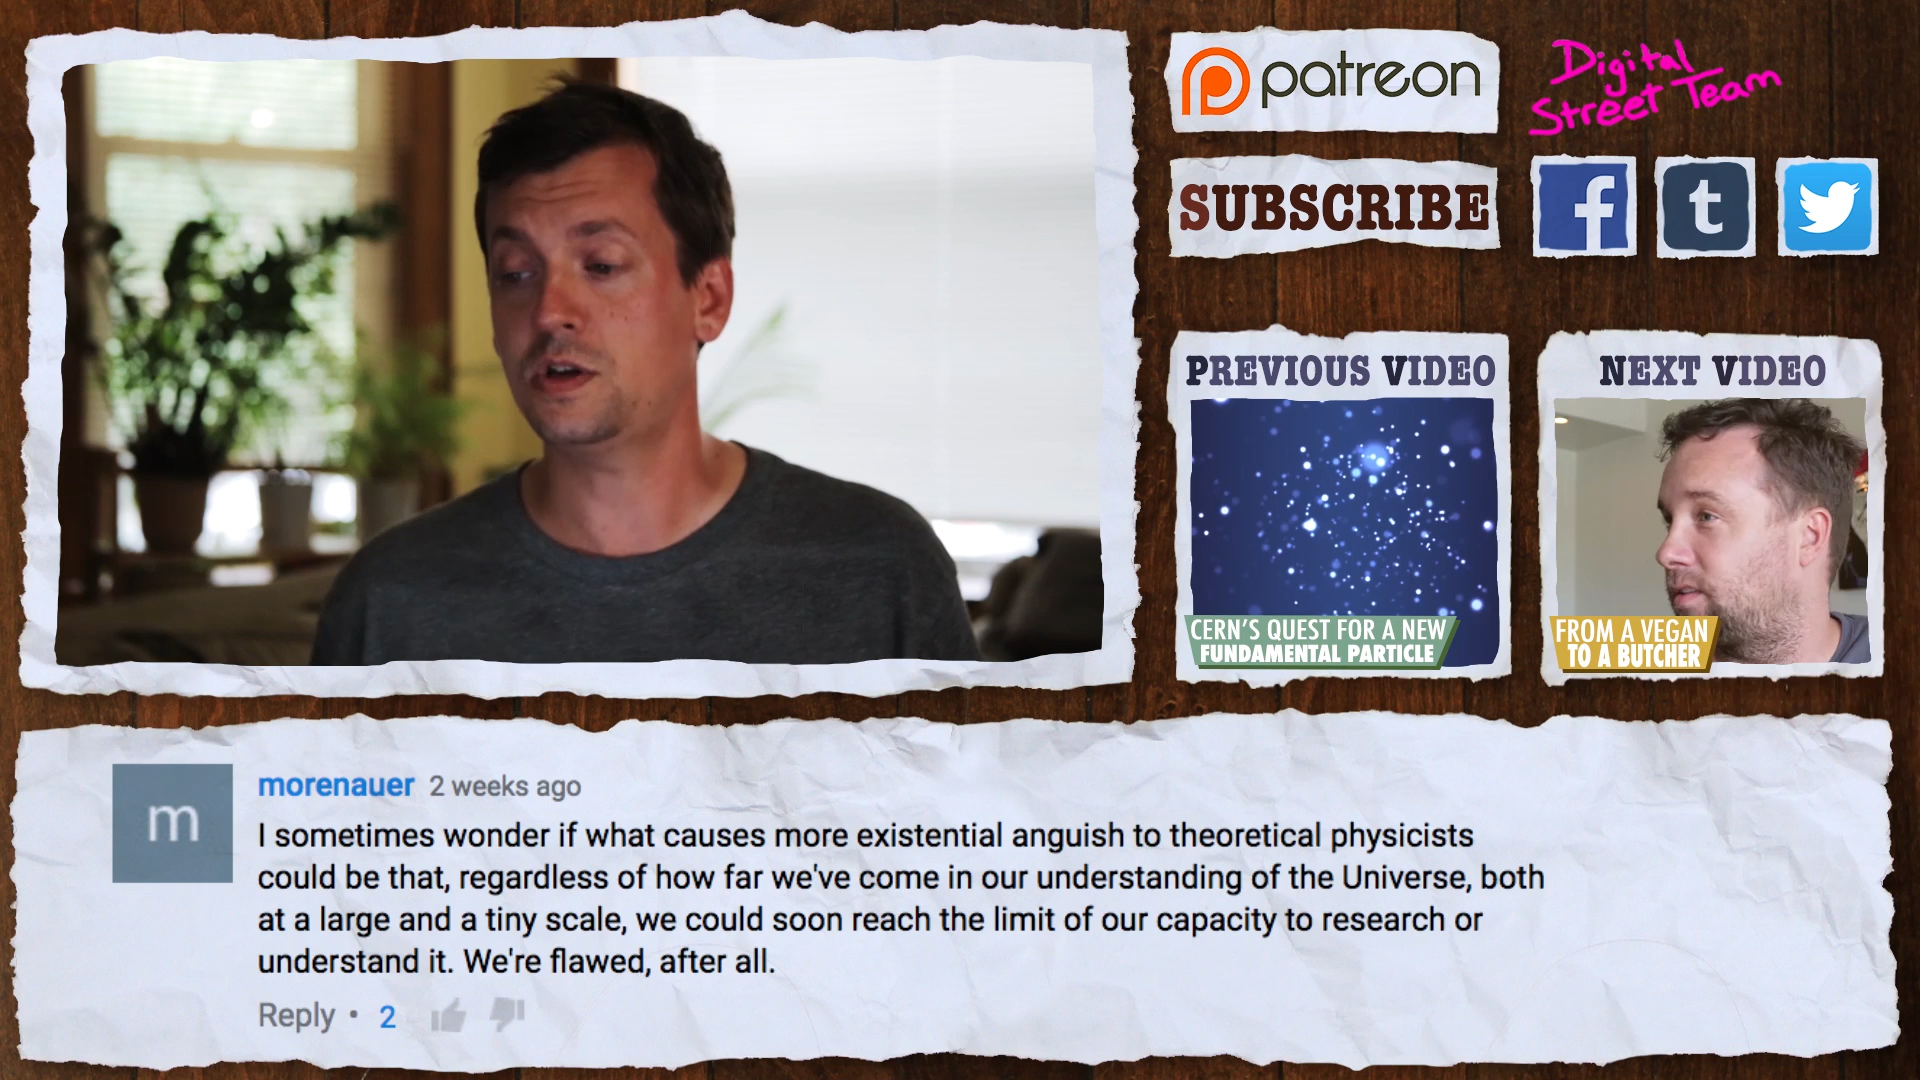 patreon
Digital
Street Team
SUBSCRIBE
f
t
PREVIOUS VIDEO
CERN'S QUEST FOR A NEW
FUNDAMENTAL PARTICLE
NEXT VIDEO
FROM A VEGAN
TO A BUTCHER
m
morenauer 2 weeks ago
I sometimes wonder if what causes more existential anguish to theoretical physicists
could be that, regardless of how far we've come in our understanding of the Universe, both
at a large and a tiny scale, we could soon reach the limit of our capacity to research or
understand it. We're flawed, after all.
Reply • 2